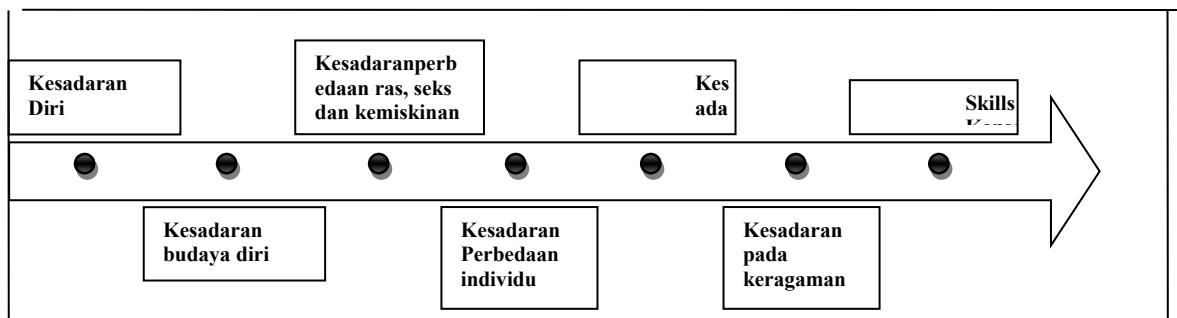 Kesadaran
Diri
Kesadaranperb
edaan ras, seks
dan kemiskinan
Kes
ada
Skills
Kesadaran
budaya diri
Kesadaran
Perbedaan
individu
Kesadaran
pada
keragaman